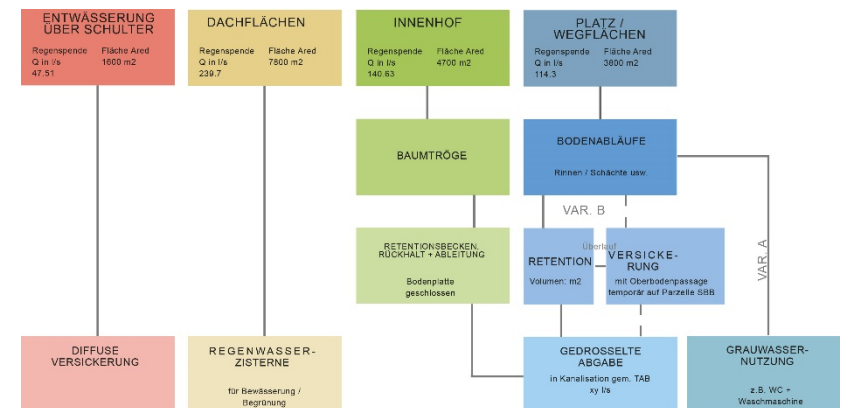 ENTWÄSSERUNG
ÜBER SCHULTER
Regenspende
Q in l/s
47.51
Fläche Ared
1600 m2
DACHFLÄCHEN
Regenspende
Q in l/s
239.7
Fläche Ared
7800 m2
INNENHOF
Regenspende
Q in l/s
140.63
Fläche Ared
4700 m2
PLATZ /
WEGFLÄCHEN
Regenspende
Q in l/s
114.3
Fläche Ared
3800 m2
BAUMTRÖGE
BODENABLÄUFE
Rinnen / Schächte usw.
VAR. B
VAR. A
RETENTIONSBECKEN,
RÜCKHALT + ABLEITUNG
Bodenplatte
geschlossen
RETENTION
Volumen: m2
Überlauf
VERSICKE-
RUNG
mit Oberbodenpassage
temporär auf Parzelle SBB
DIFFUSE
VERSICKERUNG
REGENWASSER-
ZISTERNE
für Bewässerung /
Begrünung
GEDROSSELTE
ABGABE
in Kanalisation gem. TAB
xy l/s
GRAUWASSER-
NUTZUNG
z.B. WC +
Waschmaschine